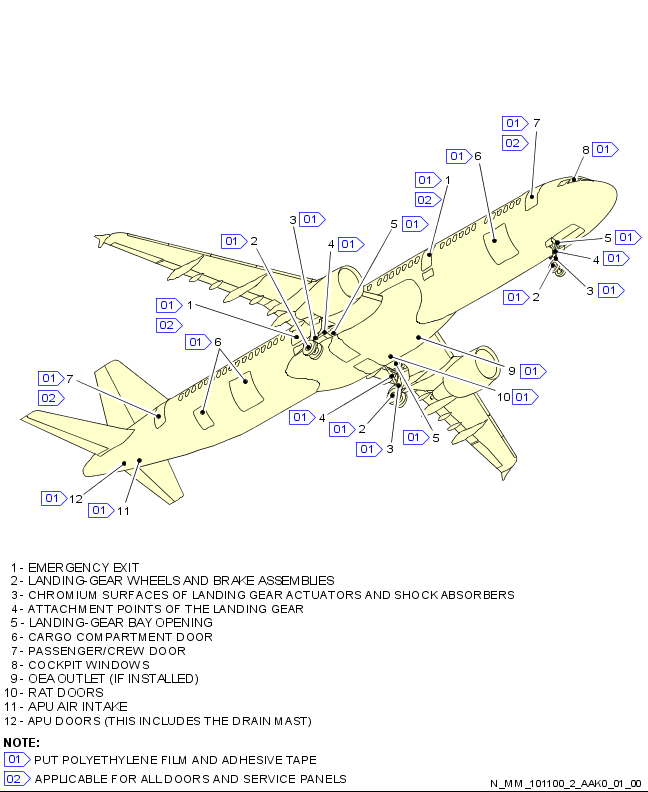 01 7
02
8 01
01 6
01 1
02
3 01
5 01
01 2
4 01
5 01
4 01
01 2
3 01
01 1
02
01 6
01 7
02
9 01
10 01
01 4
01 2
01 5
01 3
01 12
01 11
1 - EMERGENCY EXIT
2 - LANDING-GEAR WHEELS AND BRAKE ASSEMBLIES
3 - CHROMIUM SURFACES OF LANDING GEAR ACTUATORS AND SHOCK ABSORBERS
4 - ATTACHMENT POINTS OF THE LANDING GEAR
5 - LANDING-GEAR BAY OPENING
6 - CARGO COMPARTMENT DOOR
7 - PASSENGER/CREW DOOR
8 - COCKPIT WINDOWS
9 - OEA OUTLET (IF INSTALLED)
10 - RAT DOORS
11 - APU AIR INTAKE
12 - APU DOORS (THIS INCLUDES THE DRAIN MAST)
NOTE:
01 PUT POLYETHYLENE FILM AND ADHESIVE TAPE
02 APPLICABLE FOR ALL DOORS AND SERVICE PANELS
N_MM_101100_2_AAK0_01_00